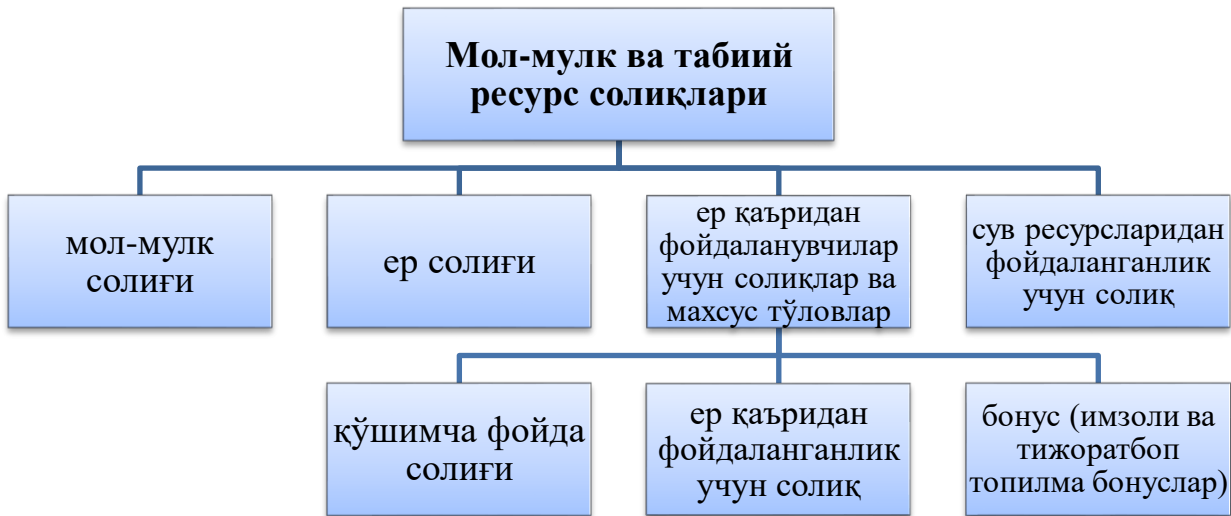 Мол-мулк ва табиий
ресурс солиқлари
мол-мулк
солиғи
ер солиғи
ер қаъридан
фойдаланувчилар
учун солиқлар ва
махсус тўловлар
сув ресурсларидан
фойдаланганлик
учун солиқ
қўшимча фойда
солиғи
ер қаъридан
фойдаланганлик
учун солиқ
бонус (имзоли ва
тижоратбоп
топилма бонуслар)